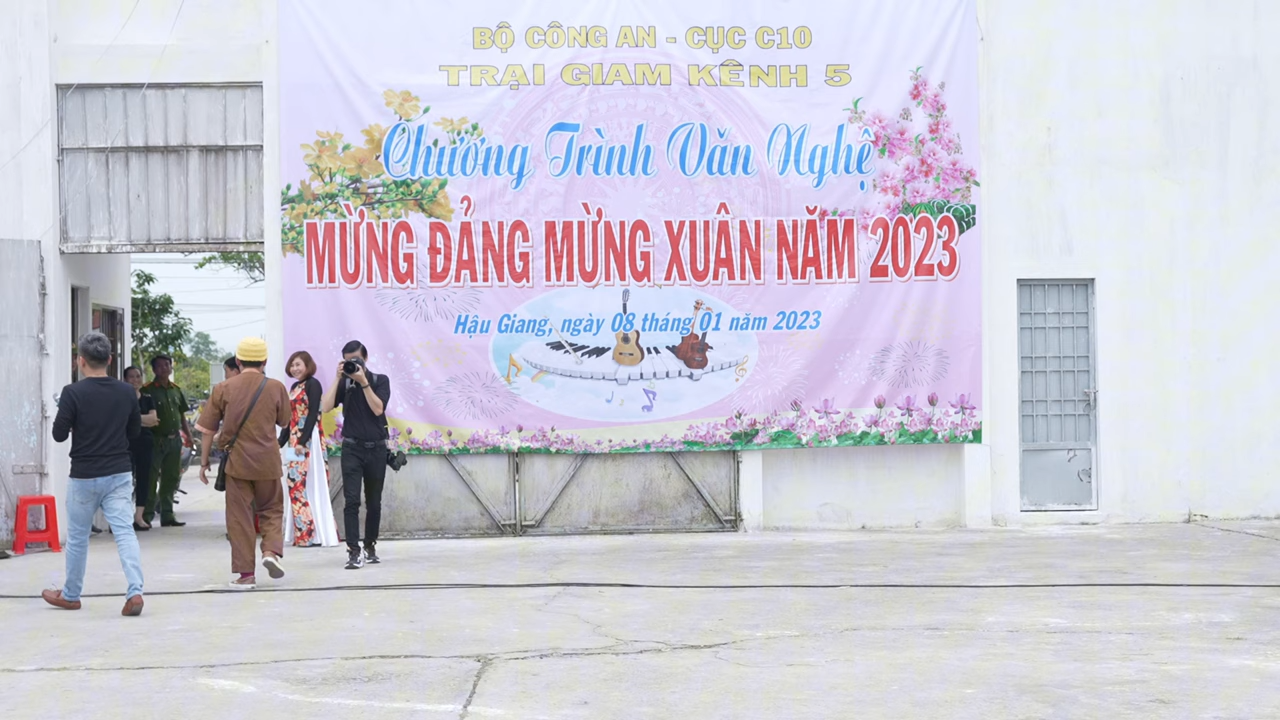 BỘ CÔNG AN - CỤC C10
TRẠI GIAM KÊNH 5
Chương Trình Văn Nghệ
MỪNG ĐẢNG MỪNG XUÂN NĂM 2023
Hậu Giang, ngày 08 tháng 01 năm 2023